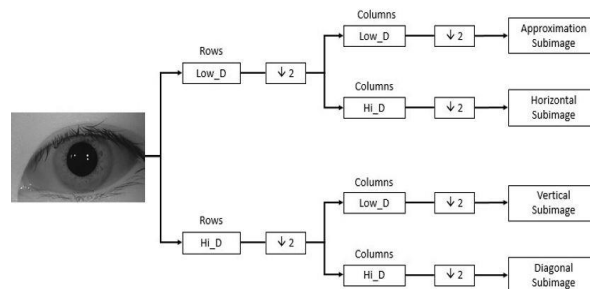 Columns
Rows
Low_D
↓ 2
Approximation
Subimage
Low_D
↓ 2
Columns
Hi_D
↓ 2
Horizontal
Subimage
Rows
Columns
Low_D
↓ 2
Vertical
Subimage
Hi_D
↓ 2
Columns
Hi_D
↓ 2
Diagonal
Subimage